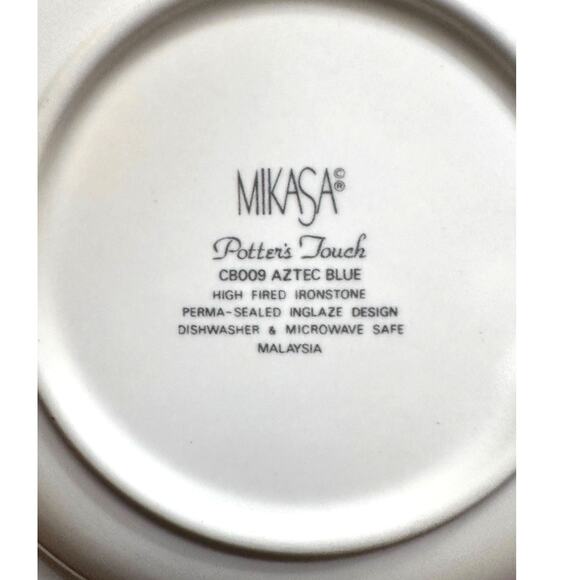 MIKASA©®
Potter's Touch
CB009 AZTEC BLUE
HIGH FIRED IRONSTONE
PERMA-SEALED INGLAZE DESIGN
DISHWASHER & MICROWAVE SAFE
MALAYSIA